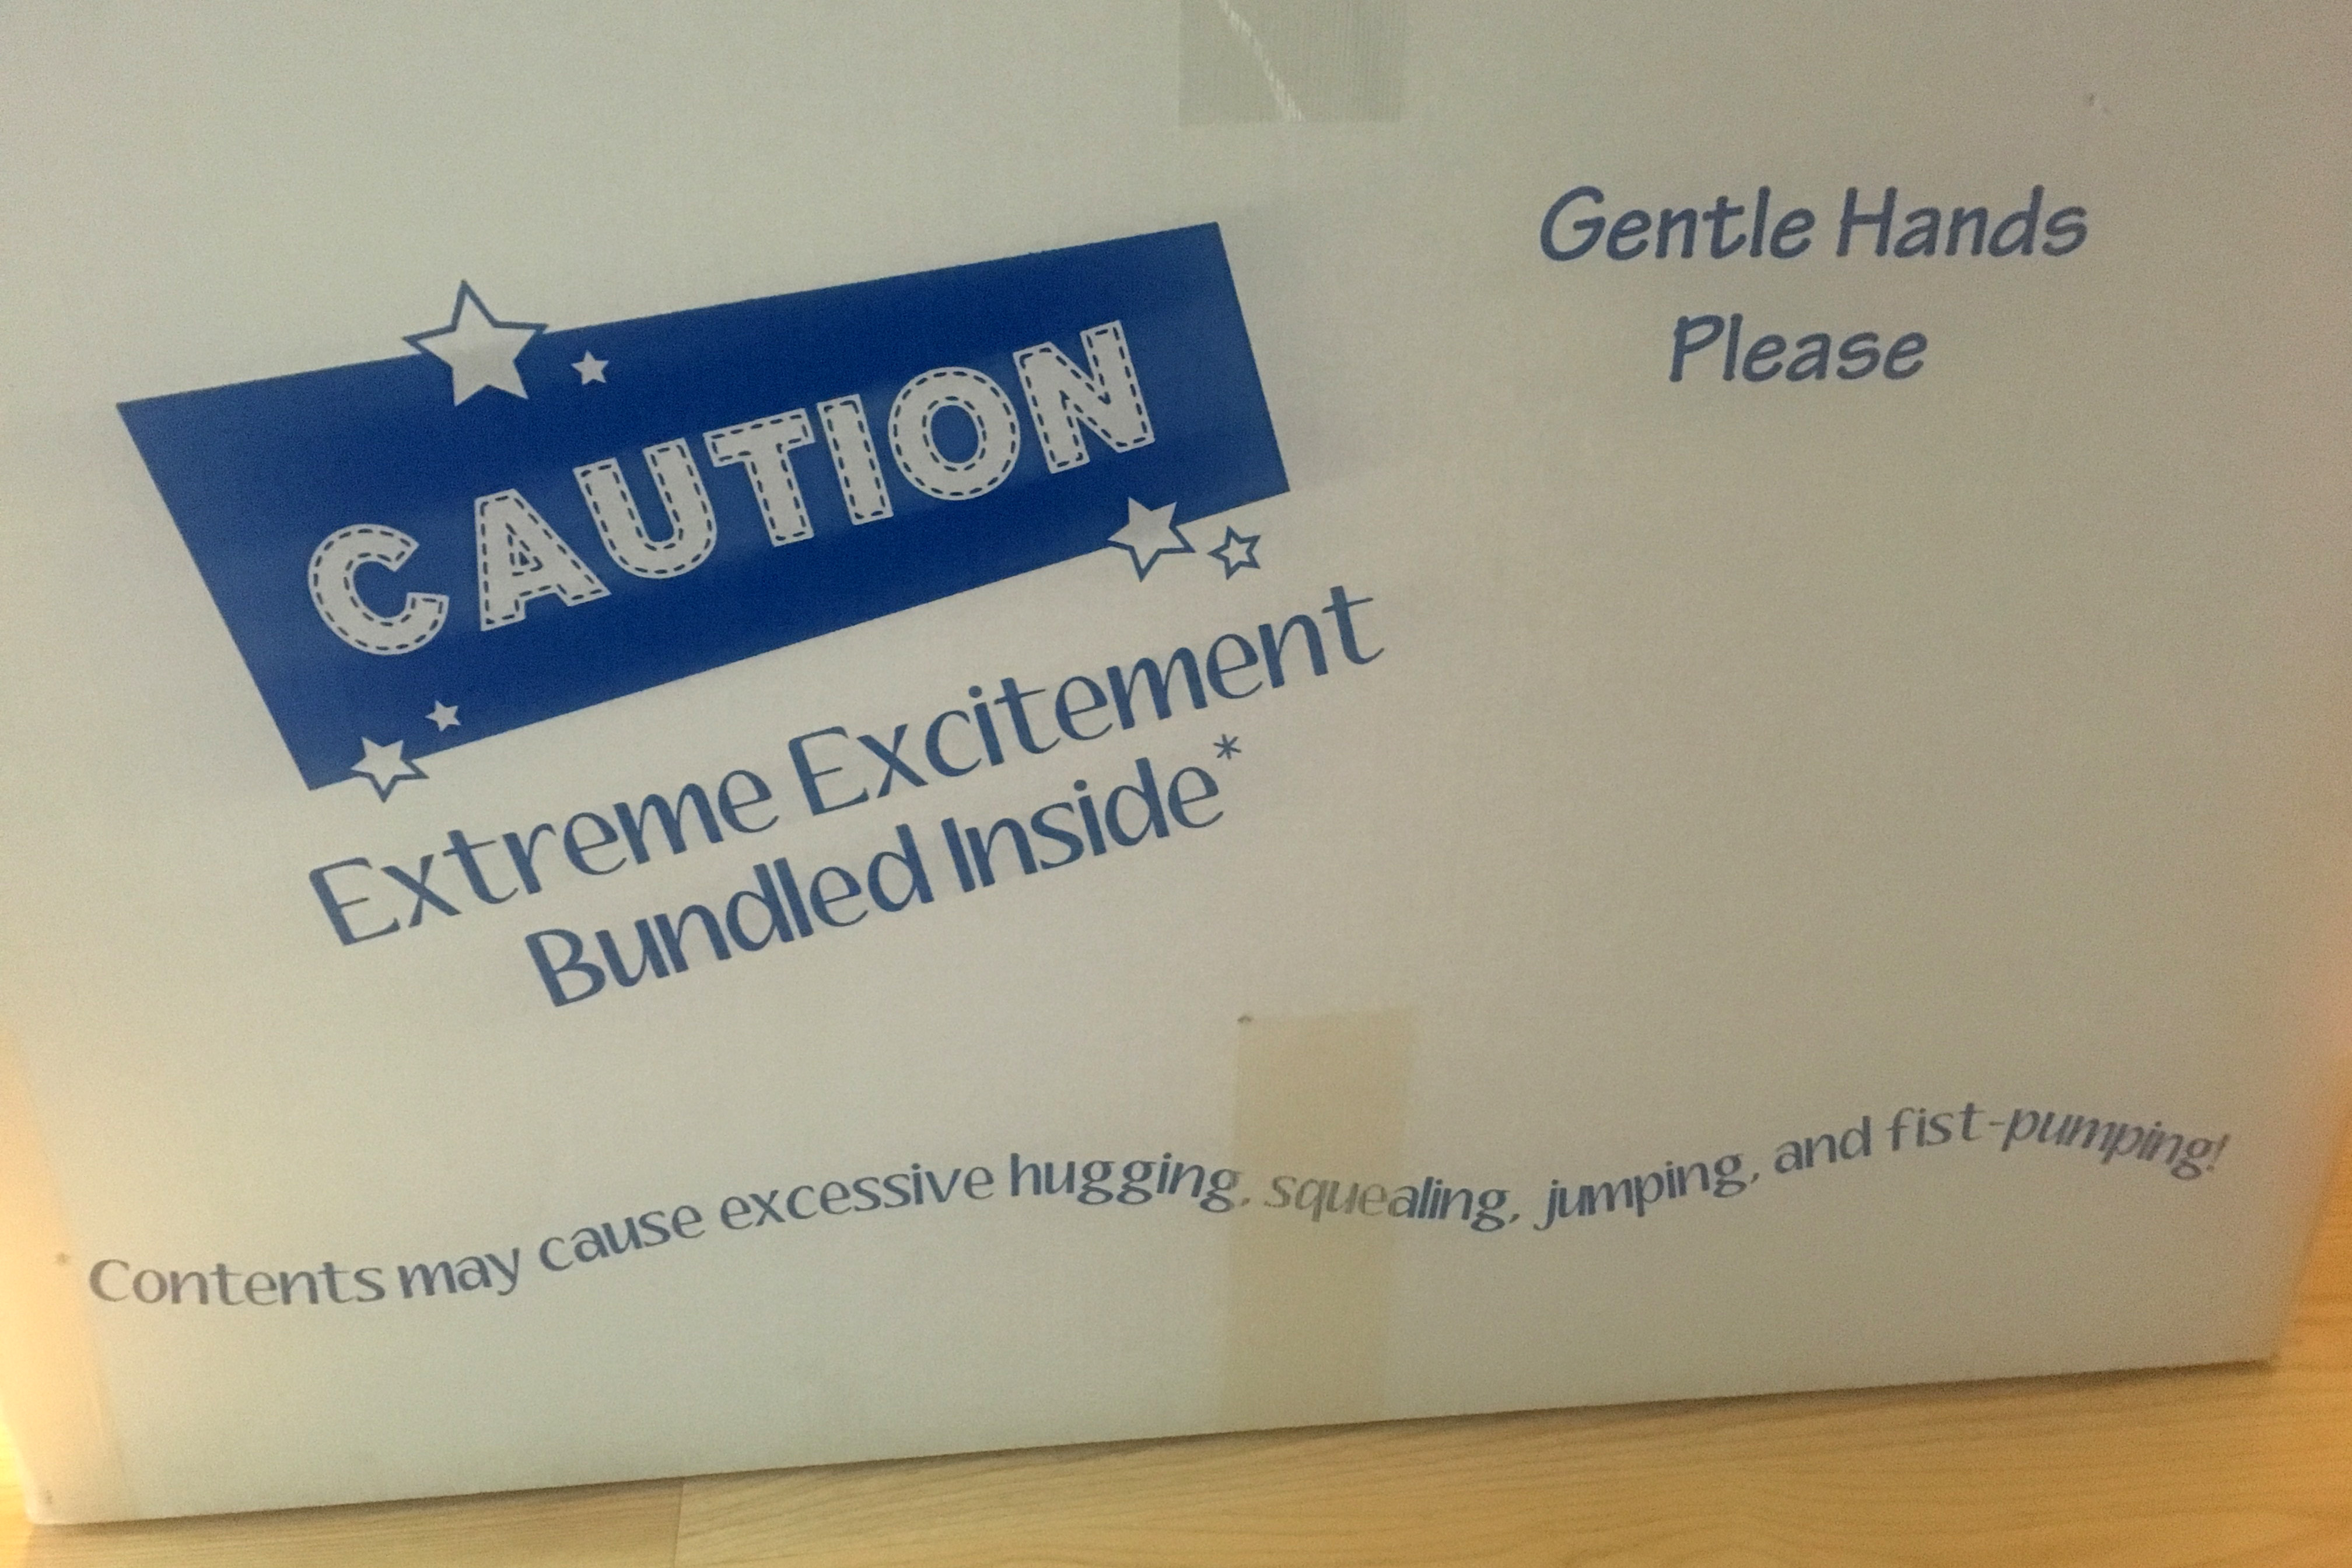 CAUTION
Extreme Excitement
Bundled Inside*
Gentle Hands
Please
*Contents may cause excessive hugging, squealing, jumping, and fist-pumping!